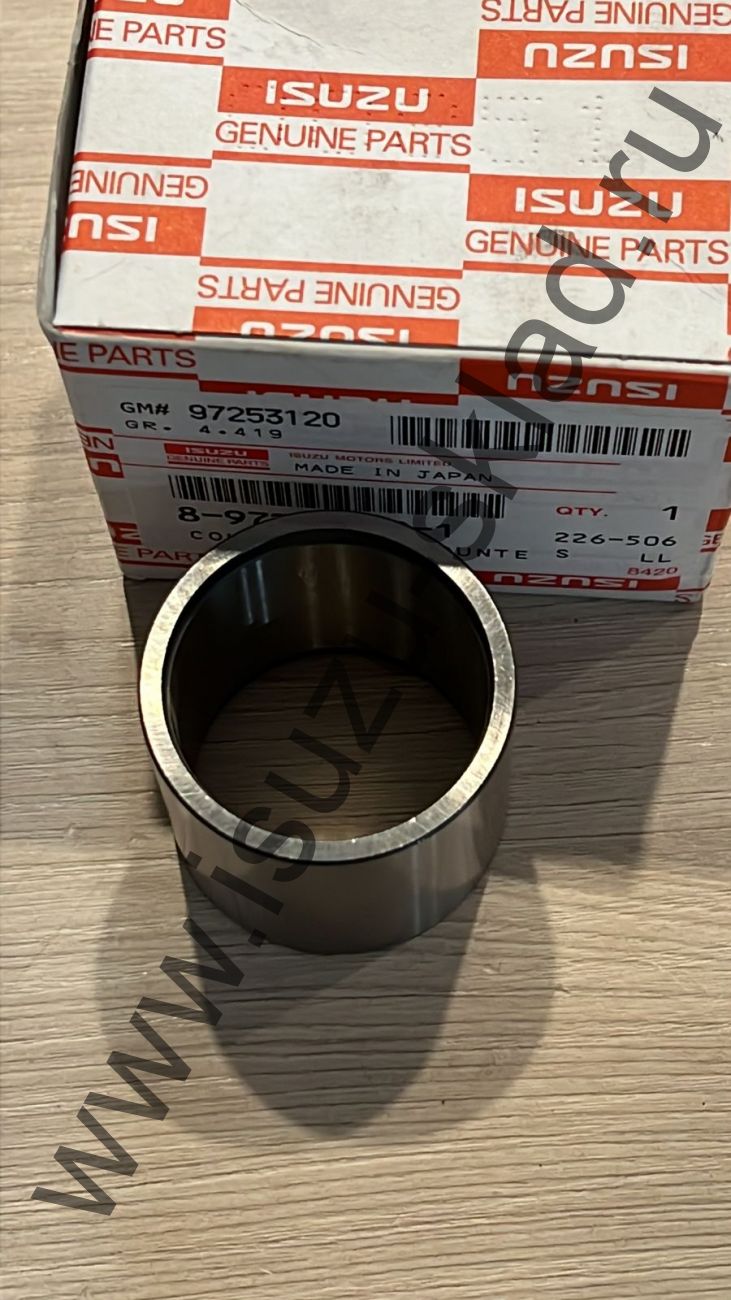 GENUINE PARTS
ISUZU
E PARTS
ISUZU
GENUINE PARTS
GENUINE
ISUZU
ISUZU
GENUINE PARTS
GENUINE PARTS
ISUZU
E PARTS
ISUZU
GM# 97253120
GR. 4-419
ISUZU
GENUINE PARTS
ISUZU MOTORS LIMITED
MADE IN JAPAN
QTY. 1
226-506
S LL
8420
ISUZU
www.isuzu-sklad.ru